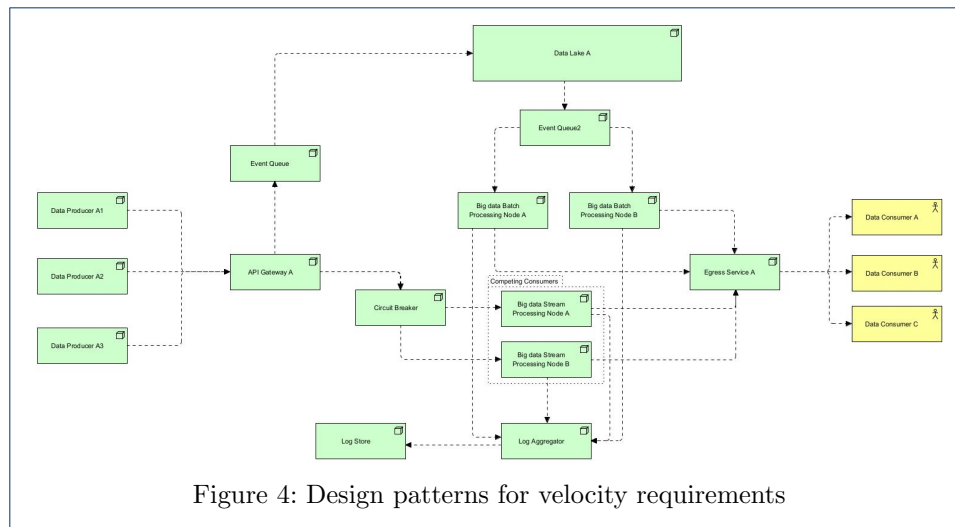 Data Lake A
Event Queue2
Event Queue
Big data Batch
Processing Node A
Big data Batch
Processing Node B
Data Producer A1
Data Producer A2
Data Producer A3
API Gateway A
Circuit Breaker
Competing Consumers
Big data Stream
Processing Node A
Big data Stream
Processing Node B
Egress Service A
Data Consumer A
Data Consumer B
Data Consumer C
Log Store
Log Aggregator
Figure 4: Design patterns for velocity requirements